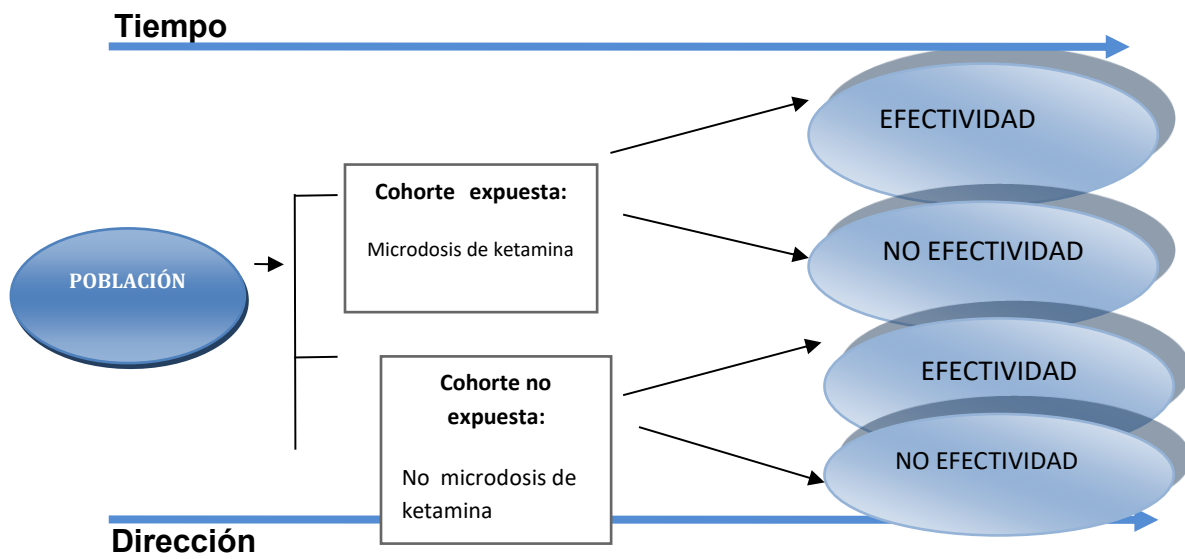 Tiempo
EFECTIVIDAD
Cohorte expuesta:
Microdosis de ketamina
NO EFECTIVIDAD
POBLACIÓN
Cohorte no
expuesta:
No microdosis de
ketamina
EFECTIVIDAD
NO EFECTIVIDAD
Dirección